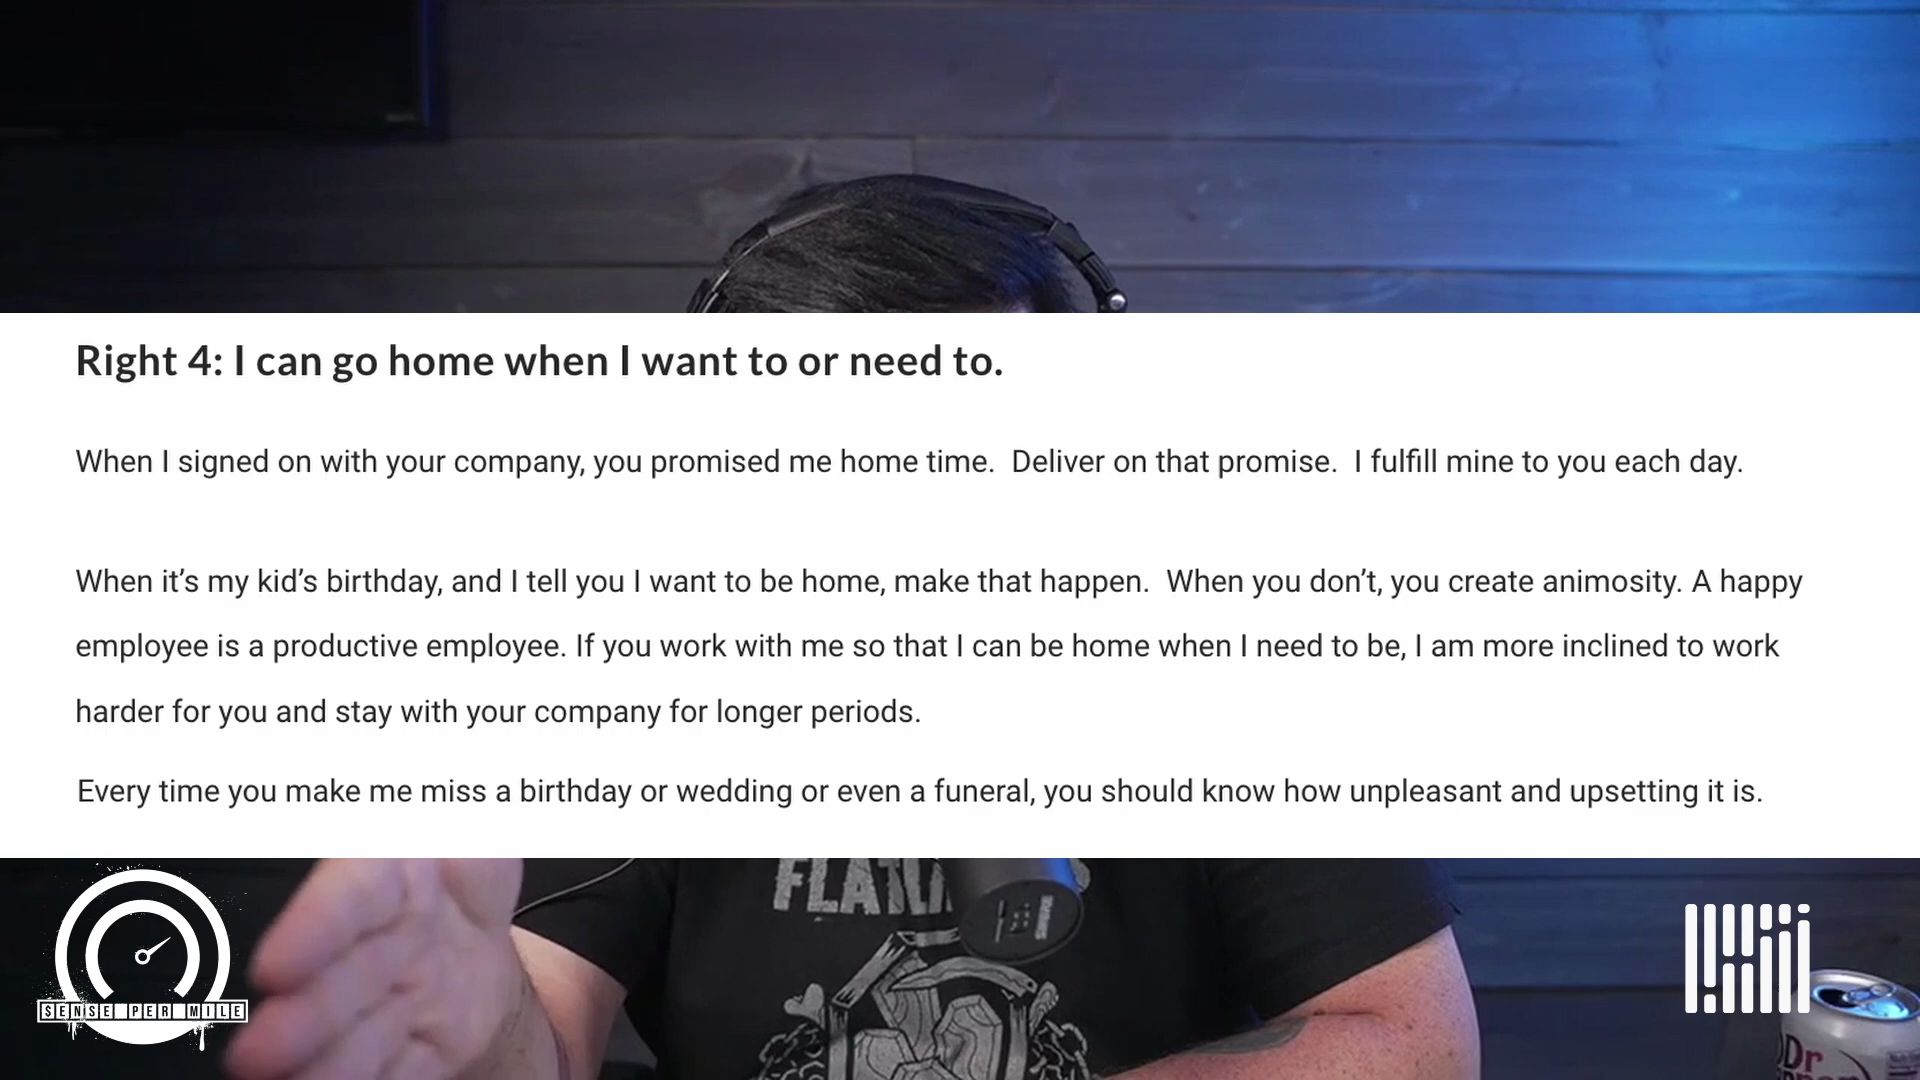 Right 4: I can go home when I want to or need to.
When I signed on with your company, you promised me home time.  Deliver on that promise.  I fulfill mine to you each day.
When it’s my kid’s birthday, and I tell you I want to be home, make that happen.  When you don’t, you create animosity. A happy
employee is a productive employee. If you work with me so that I can be home when I need to be, I am more inclined to work
harder for you and stay with your company for longer periods.
Every time you make me miss a birthday or wedding or even a funeral, you should know how unpleasant and upsetting it is.
SENSE PER MILE
Dr